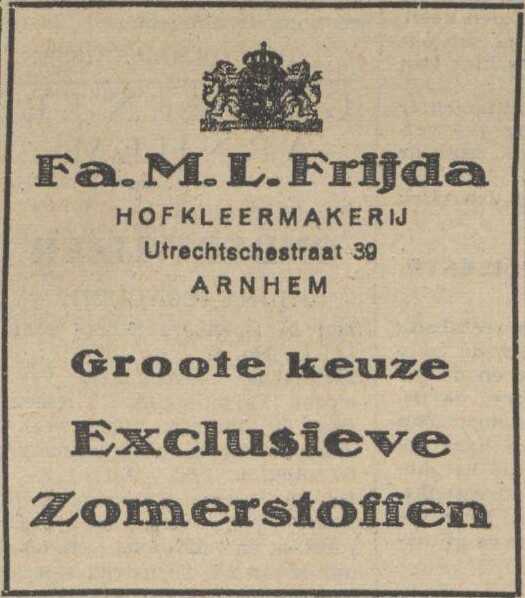 Fa. M. L. Frijda
HOFKLEERMAKERIJ
Utrechtschestraat 39
ARNHEM
Groote keuze
Exclusieve
Zomerstoffen